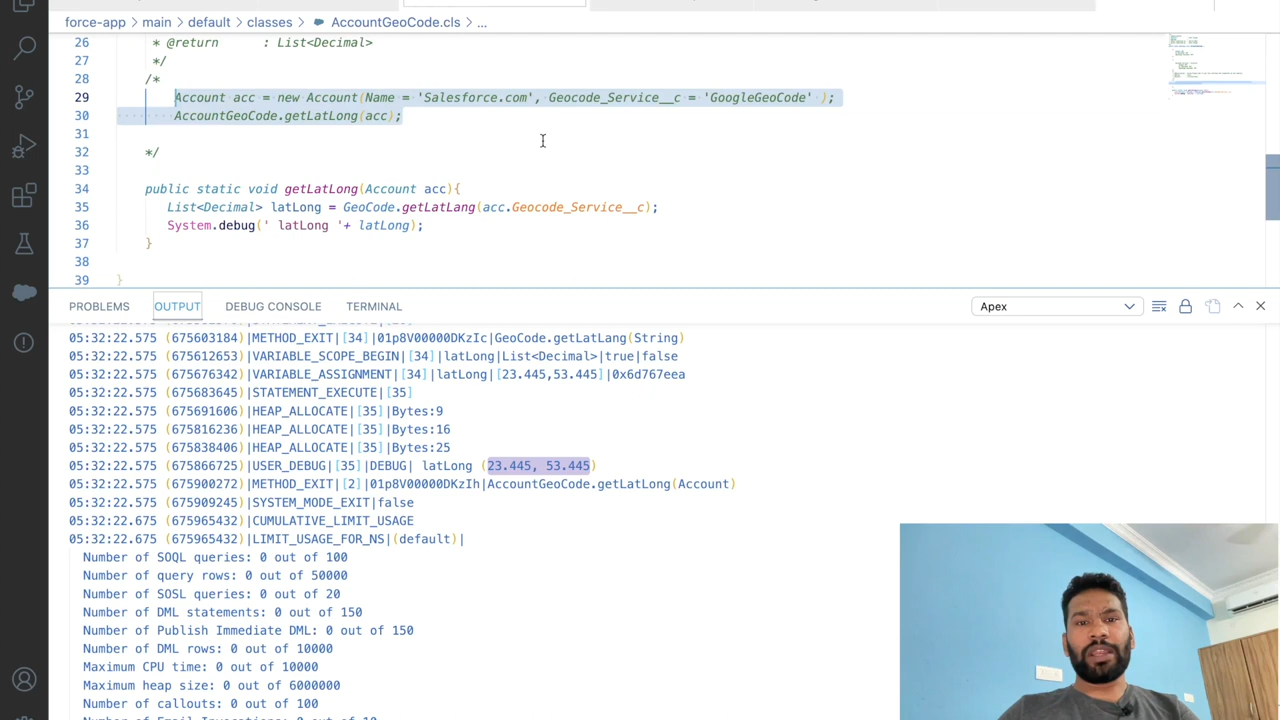 force-app > main > default > classes > AccountGeoCode.cls > ...
26 * @return : List<Decimal>
27 */
28 /*
29 Account acc = new Account(Name = 'Salesforce.com', Geocode_Service__c = 'GoogleGeoCode' );
30 AccountGeoCode.getLatLong(acc);
31
32 */
33
34 public static void getLatLong(Account acc){
35 List<Decimal> latLong = GeoCode.getLatLang(acc.Geocode_Service__c);
36 System.debug(' latLong '+ latLong);
37 }
38
39 }
PROBLEMS OUTPUT DEBUG CONSOLE TERMINAL Apex
05:32:22.575 (675603184)|METHOD_EXIT|[34]|01p8V00000DKzIc|GeoCode.getLatLang(String)
05:32:22.575 (675612653)|VARIABLE_SCOPE_BEGIN|[34]|latLong|List<Decimal>|true|false
05:32:22.575 (675676342)|VARIABLE_ASSIGNMENT|[34]|latLong|[23.445,53.445]|0x6d767eea
05:32:22.575 (675683645)|STATEMENT_EXECUTE|[35]
05:32:22.575 (675691606)|HEAP_ALLOCATE|[35]|Bytes:9
05:32:22.575 (675816236)|HEAP_ALLOCATE|[35]|Bytes:16
05:32:22.575 (675838406)|HEAP_ALLOCATE|[35]|Bytes:25
05:32:22.575 (675866725)|USER_DEBUG|[35]|DEBUG| latLong (23.445, 53.445)
05:32:22.575 (675900272)|METHOD_EXIT|[2]|01p8V00000DKzIh|AccountGeoCode.getLatLong(Account)
05:32:22.575 (675909245)|SYSTEM_MODE_EXIT|false
05:32:22.675 (675965432)|CUMULATIVE_LIMIT_USAGE
05:32:22.675 (675965432)|LIMIT_USAGE_FOR_NS|(default)|
Number of SOQL queries: 0 out of 100
Number of query rows: 0 out of 50000
Number of SOSL queries: 0 out of 20
Number of DML statements: 0 out of 150
Number of Publish Immediate DML: 0 out of 150
Number of DML rows: 0 out of 10000
Maximum CPU time: 0 out of 10000
Maximum heap size: 0 out of 6000000
Number of callouts: 0 out of 100